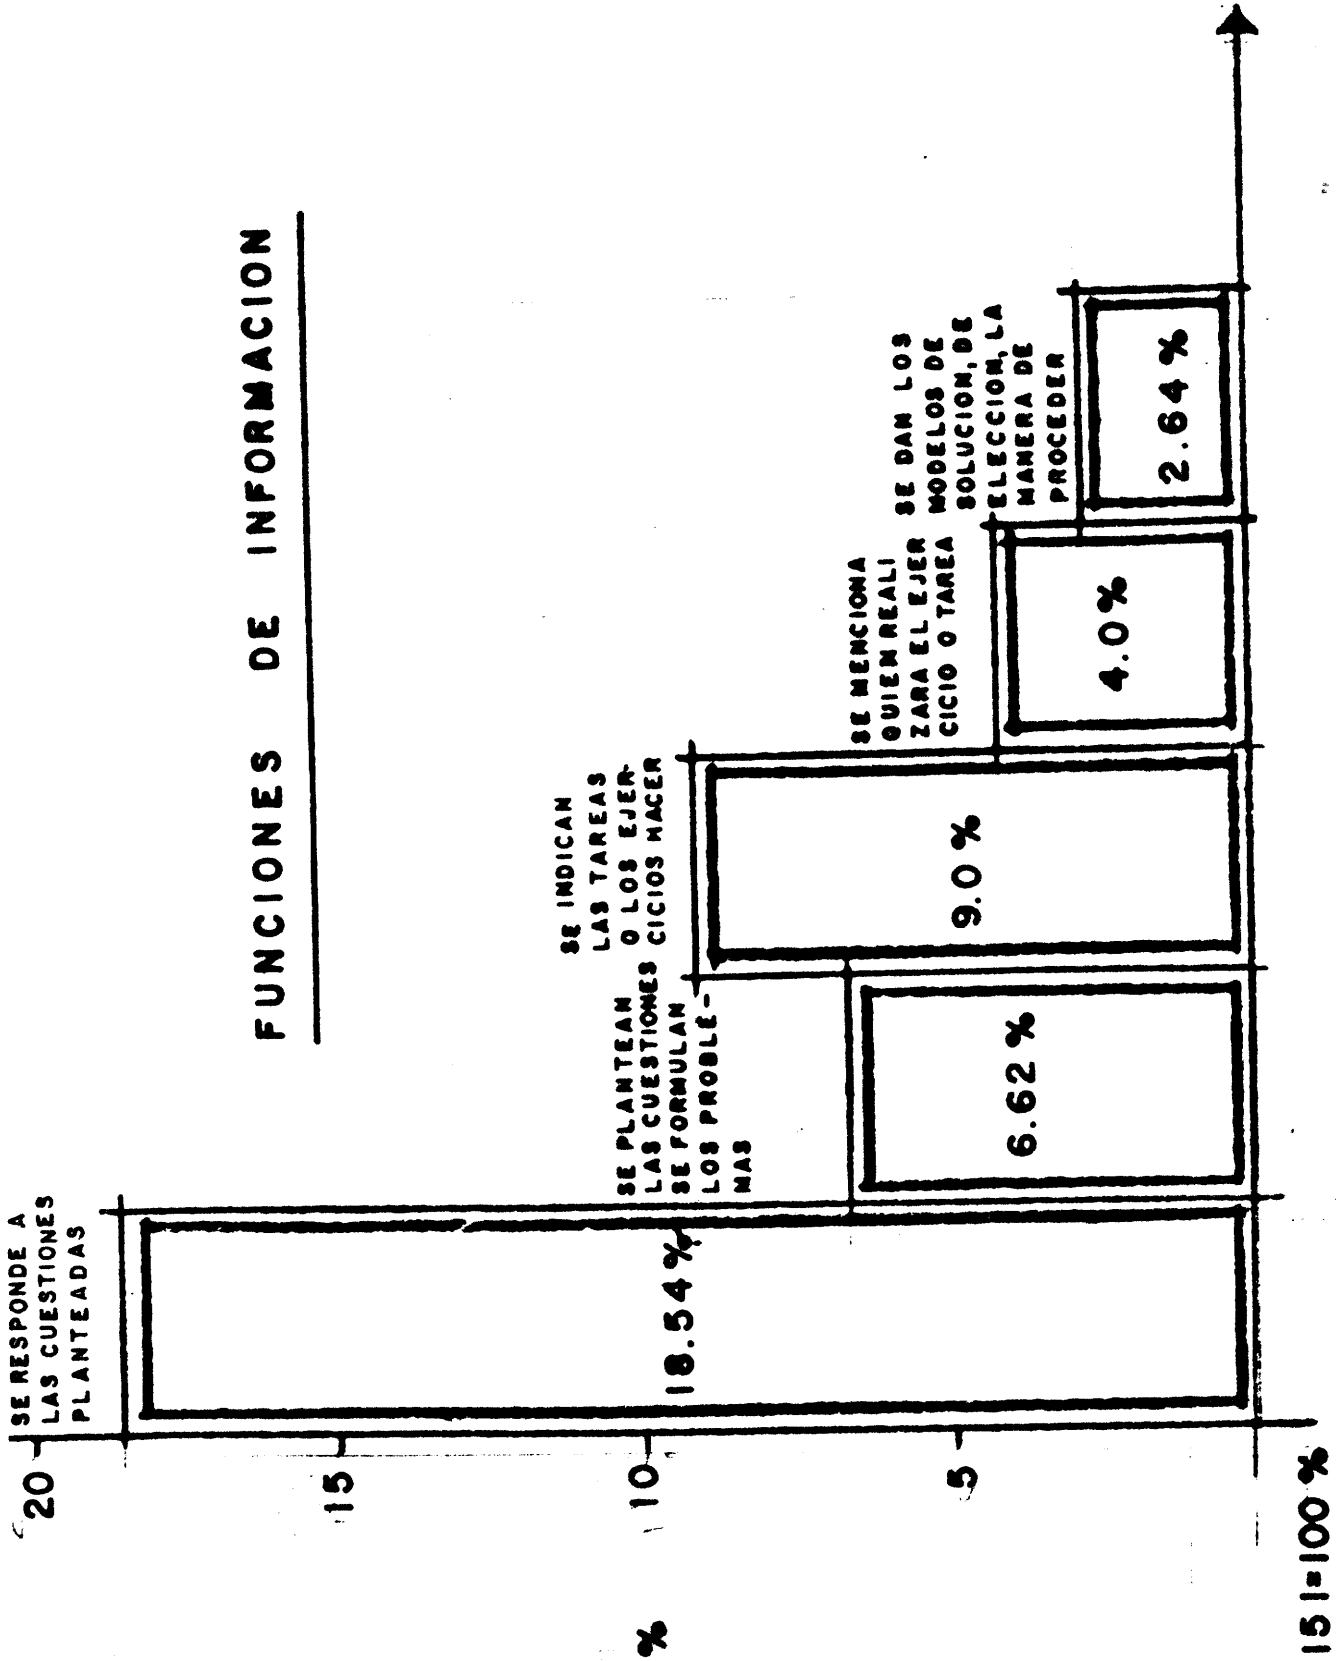 FUNCIONES DE INFORMACION
SE RESPONDE A
LAS CUESTIONES
PLANTEADAS
SE PLANTEAN
LAS CUESTIONES
SE FORMULAN
LOS PROBLE-
MAS
SE INDICAN
LAS TAREAS
O LOS EJER-
CICIOS HACER
SE MENCIONA
QUIEN REALI
ZARA EL EJER
CICIO O TAREA
SE DAN LOS
MODELOS DE
SOLUCION, DE
ELECCION, LA
MANERA DE
PROCEDER
20
15
10
5
%
18.54 %
6.62 %
9.0 %
4.0 %
2.64 %
151=100 %